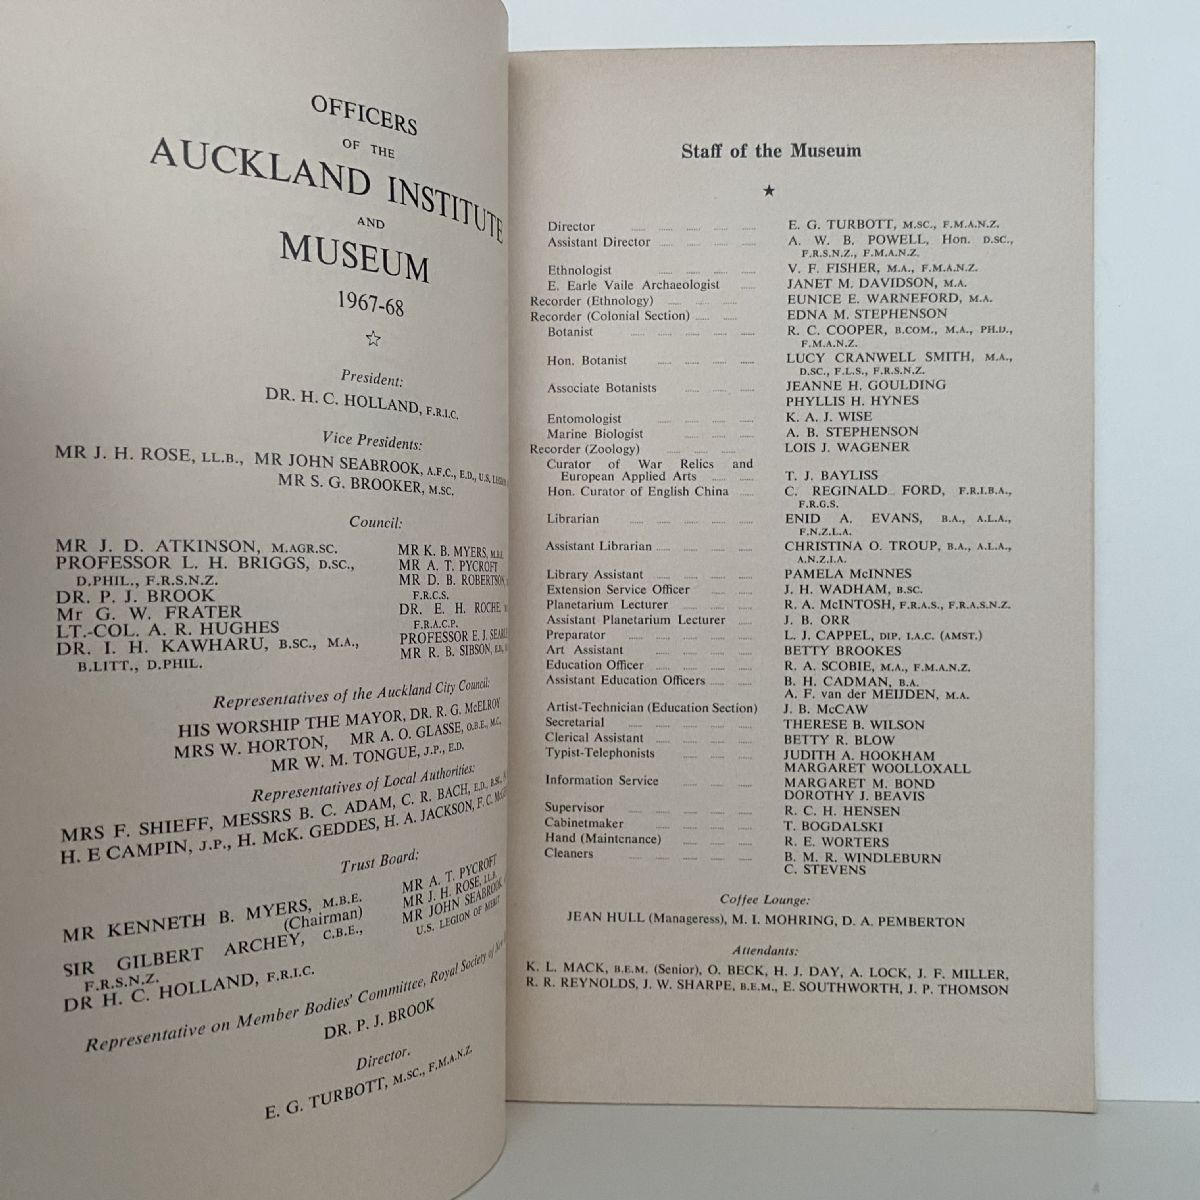 OFFICERS
OF THE
AUCKLAND INSTITUTE
AND
MUSEUM
1967-68
President:
DR. H. C. HOLLAND, F.R.I.C.
Vice Presidents:
MR J. H. ROSE, LL.B., MR JOHN SEABROOK, A.F.C., E.D., U.S.
MR S. G. BROOKER, M.SC.
Council:
MR J. D. ATKINSON, M.AGR.SC.
PROFESSOR L. H. BRIGGS, D.SC.,
D.PHIL., F.R.S.N.Z.
DR. P. J. BROOK
Mr G. W. FRATER
LT.-COL. A. R. HUGHES
DR. I. H. KAWHARU, B.SC., M.A.,
B.LITT., D.PHIL.
MR K. B. MYERS, M.B.E.
MR A. T. PYCROFT
MR D. B. ROBERTSON
F.R.C.S.
DR. E. H. ROCHE,
F.R.A.C.P.
PROFESSOR E. J. SEARLE
MR R. B. SIBSON,
Representatives of the Auckland City Council:
HIS WORSHIP THE MAYOR, DR. R. G. McELROY
MRS W. HORTON, MR A. O. GLASSE, O.B.E., M.C.
MR W. M. TONGUE, J.P., E.D.
Representatives of Local Authorities:
MRS F. SHIEFF, MESSRS B. C. ADAM, C. R. BACH, E.D., B.SC.,
H. E CAMPIN, J.P., H. McK. GEDDES, H. A. JACKSON, F. C.
Trust Board:
MR KENNETH B. MYERS, M.B.E.
(Chairman)
SIR GILBERT ARCHEY, C.B.E.,
F.R.S.N.Z.
DR H. C. HOLLAND, F.R.I.C.
MR A. T. PYCROFT
MR J. H. ROSE, LL.B.
MR JOHN SEABROOK
U.S. LEGION OF MERIT
Representative on Member Bodies' Committee, Royal Society of
DR. P. J. BROOK
Director.
E. G. TURBOTT, M.SC., F.M.A.N.Z.
Staff of the Museum
Director ...... ...... ...... ...... ...... E. G. TURBOTT, M.SC., F.M.A.N.Z.
Assistant Director ...... ...... ...... ...... A. W. B. POWELL, Hon. D.SC.,
F.R.S.N.Z., F.M.A.N.Z.
Ethnologist ...... ...... ...... ...... V. F. FISHER, M.A., F.M.A.N.Z.
E. Earle Vaile Archaeologist ...... ...... JANET M. DAVIDSON, M.A.
Recorder (Ethnology) ...... ...... ...... EUNICE E. WARNEFORD, M.A.
Recorder (Colonial Section) ...... ...... EDNA M. STEPHENSON
Botanist ...... ...... ...... ...... ...... R. C. COOPER, B.COM., M.A., PH.D.,
F.M.A.N.Z.
Hon. Botanist ...... ...... ...... ...... LUCY CRANWELL SMITH, M.A.,
D.SC., F.L.S., F.R.S.N.Z.
Associate Botanists ...... ...... ...... JEANNE H. GOULDING
PHYLLIS H. HYNES
Entomologist ...... ...... ...... ...... K. A. J. WISE
Marine Biologist ...... ...... ...... ...... A. B. STEPHENSON
Recorder (Zoology) ...... ...... ...... LOIS J. WAGENER
Curator of War Relics and
European Applied Arts ...... ...... T. J. BAYLISS
Hon. Curator of English China ...... C. REGINALD FORD, F.R.I.B.A.,
F.R.G.S.
Librarian ...... ...... ...... ...... ...... ENID A. EVANS, B.A., A.L.A.,
F.N.Z.L.A.
Assistant Librarian ...... ...... ...... ...... CHRISTINA O. TROUP, B.A., A.L.A.,
A.N.Z.I.A.
Library Assistant ...... ...... ...... ...... PAMELA McINNES
Extension Service Officer ...... ...... ...... J. H. WADHAM, B.SC.
Planetarium Lecturer ...... ...... ...... R. A. McINTOSH, F.R.A.S., F.R.A.S.N.Z.
Assistant Planetarium Lecturer ...... ...... J. B. ORR
Preparator ...... ...... ...... ...... ...... L. J. CAPPEL, DIP. I.A.C. (AMST.)
Art Assistant ...... ...... ...... ...... BETTY BROOKES
Education Officer ...... ...... ...... ...... R. A. SCOBIE, M.A., F.M.A.N.Z.
Assistant Education Officers ...... ...... B. H. CADMAN, B.A.
A. F. van der MEIJDEN, M.A.
Artist-Technician (Education Section) J. B. McCAW
Secretarial ...... ...... ...... ...... ...... THERESE B. WILSON
Clerical Assistant ...... ...... ...... ...... BETTY R. BLOW
Typist-Telephonists ...... ...... ...... ...... JUDITH A. HOOKHAM
MARGARET WOOLLOXALL
Information Service ...... ...... ...... ...... MARGARET M. BOND
DOROTHY J. BEAVIS
Supervisor ...... ...... ...... ...... ...... R. C. H. HENSEN
Cabinetmaker ...... ...... ...... ...... T. BOGDALSKI
Hand (Maintenance) ...... ...... ...... R. E. WORTERS
Cleaners ...... ...... ...... ...... ...... B. M. R. WINDLEBURN
C. STEVENS
Coffee Lounge:
JEAN HULL (Manageress), M. I. MOHRING, D. A. PEMBERTON
Attendants:
K. L. MACK, B.E.M. (Senior), O. BECK, H. J. DAY, A. LOCK, J. F. MILLER,
R. R. REYNOLDS, J. W. SHARPE, B.E.M., E. SOUTHWORTH, J. P. THOMSON